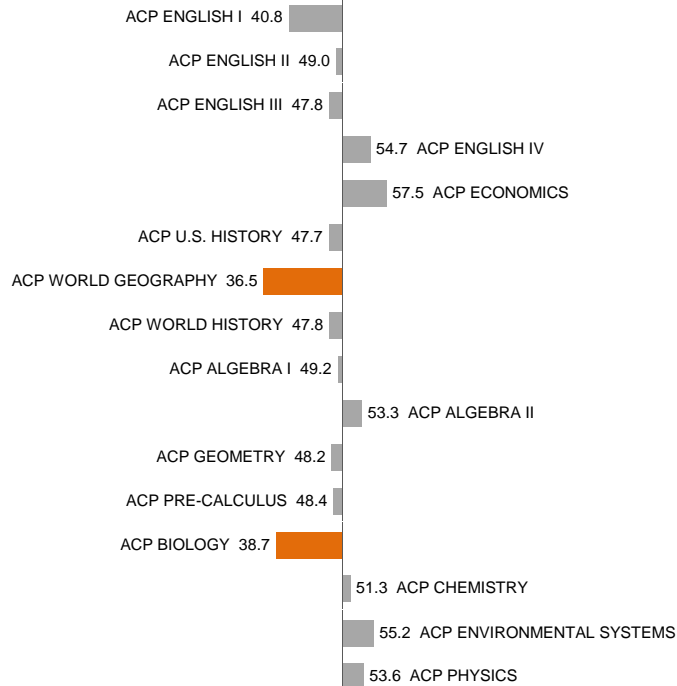 ACP ENGLISH I 40.8
ACP ENGLISH II 49.0
ACP ENGLISH III 47.8
54.7 ACP ENGLISH IV
57.5 ACP ECONOMICS
ACP U.S. HISTORY 47.7
ACP WORLD GEOGRAPHY 36.5
ACP WORLD HISTORY 47.8
ACP ALGEBRA I 49.2
53.3 ACP ALGEBRA II
ACP GEOMETRY 48.2
ACP PRE-CALCULUS 48.4
ACP BIOLOGY 38.7
51.3 ACP CHEMISTRY
55.2 ACP ENVIRONMENTAL SYSTEMS
53.6 ACP PHYSICS